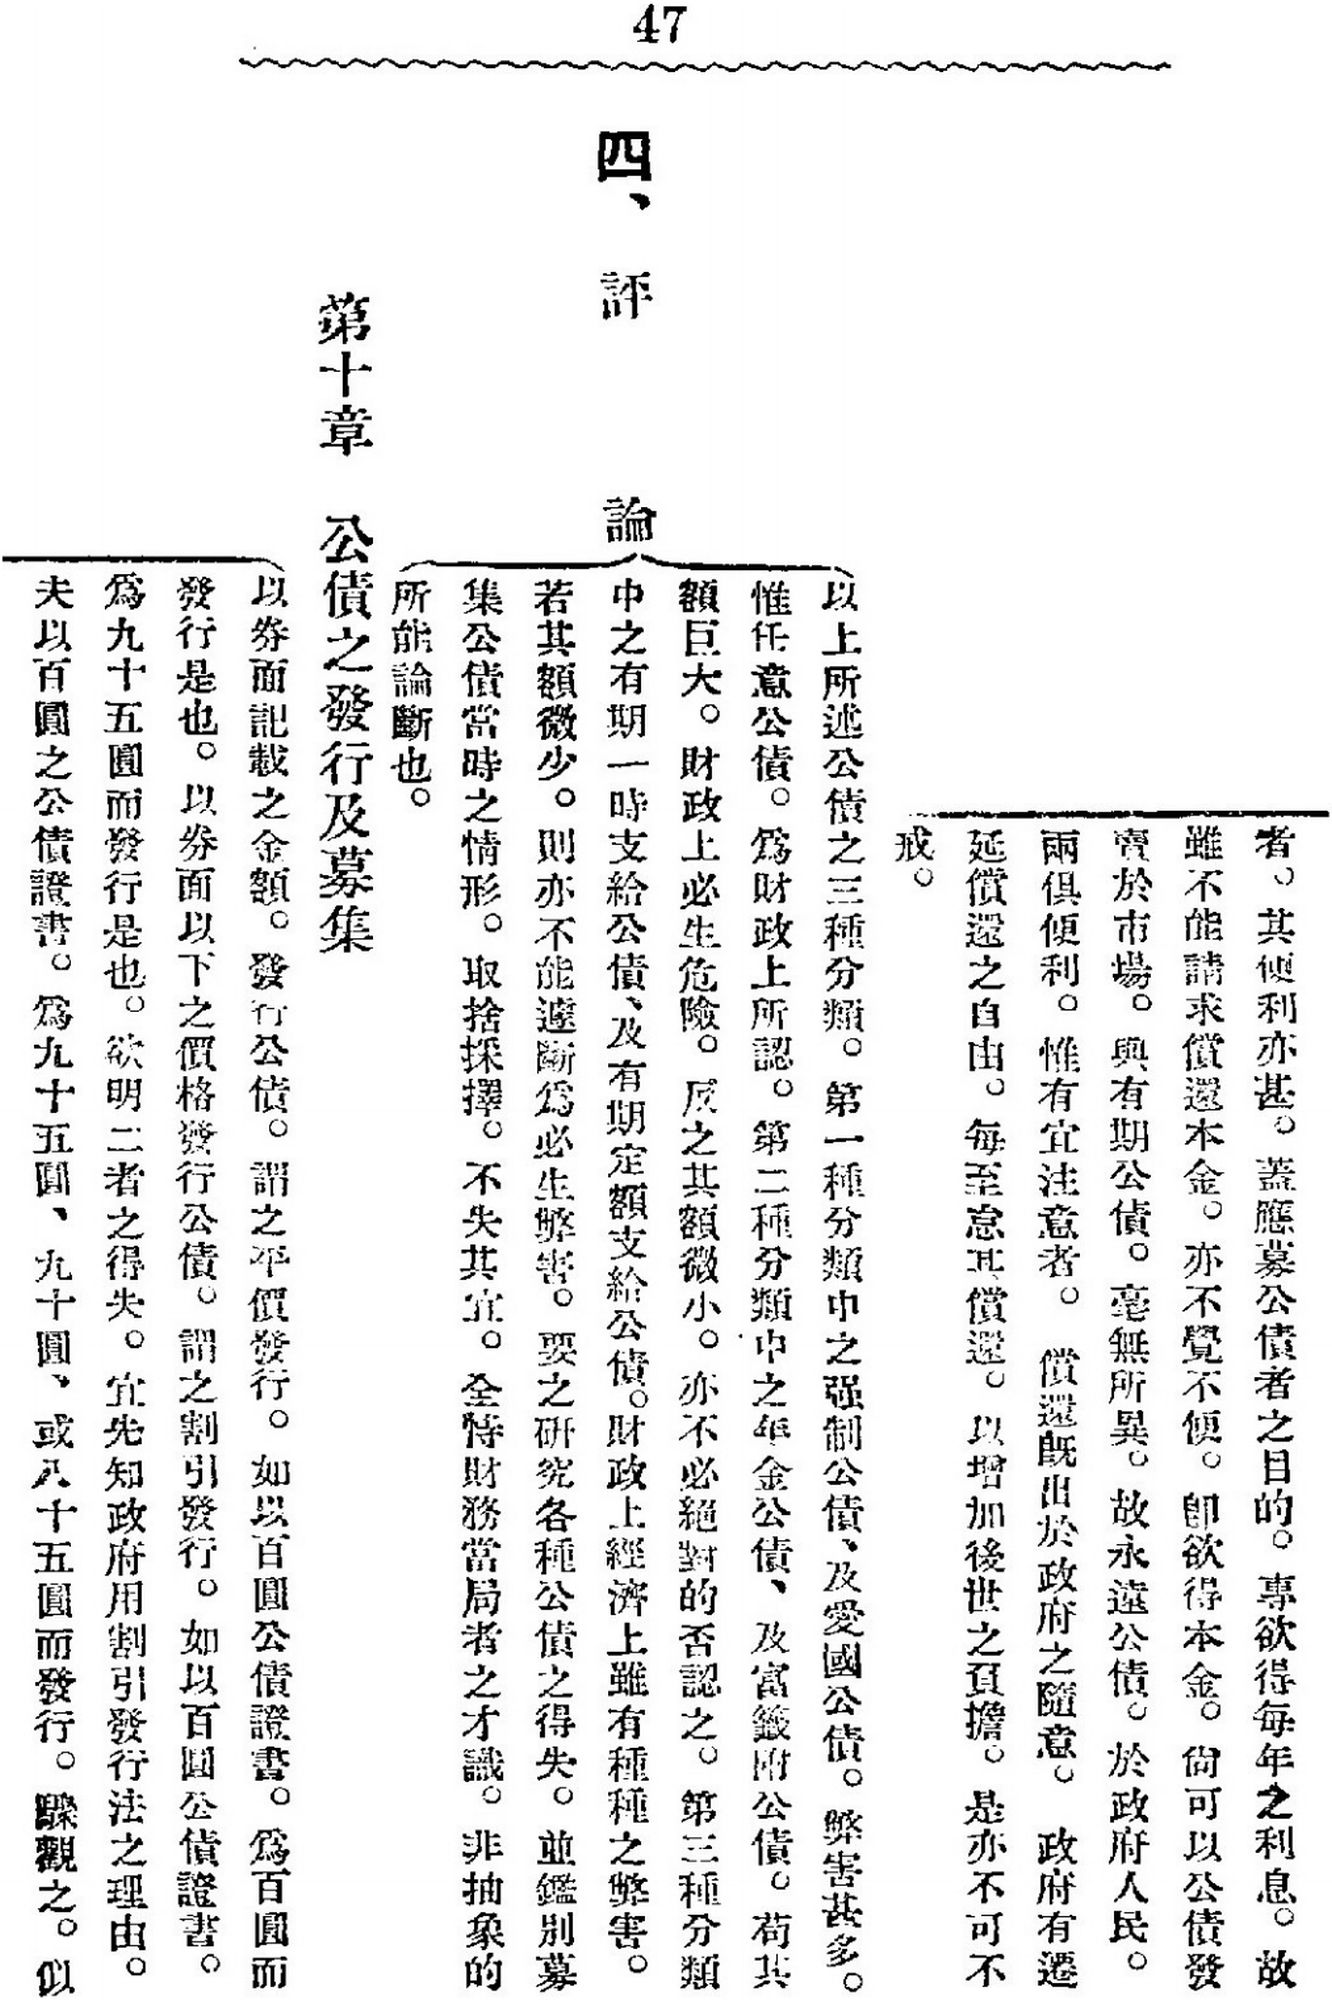 47
者。其便利亦甚。蓋應募公債者之目的。專欲得每年之利息。故
雖不能請求償還本金。亦不覺不便。卽欲得本金。尙可以公債發
賣於市場。與有期公債。毫無所異。故永遠公債。於政府人民。
兩俱便利。惟有宜注意者。償還旣出於政府之隨意。政府有遷
延償還之自由。每至怠其償還。以增加後世之負擔。是亦不可不
戒。
四、評論
以上所述公債之三種分類。第一種分類中之强制公債、及愛國公債。弊害甚多。
惟任意公債。爲財政上所認。第二種分類中之年金公債、及富籤附公債。苟其
額巨大。財政上必生危險。反之其額微小。亦不必絕對的否認之。第三種分類
中之有期一時支給公債、及有期定額支給公債。財政上經濟上雖有種種之弊害。
若其額微少。則亦不能遽斷爲必生弊害。要之硏究各種公債之得失。並鑑別募
集公債當時之情形。取捨採擇。不失其宜。全恃財務當局者之才識。非抽象的
所能論斷也。
第十章 公債之發行及募集
以券面記載之金額。發行公債。謂之平價發行。如以百圓公債證書。爲百圓而
發行是也。以券面以下之價格發行公債。謂之割引發行。如以百圓公債證書。
爲九十五圓而發行是也。欲明二者之得失。宜先知政府用割引發行法之理由。
夫以百圓之公債證書。爲九十五圓、九十圓、或八十五圓而發行。驟觀之。似